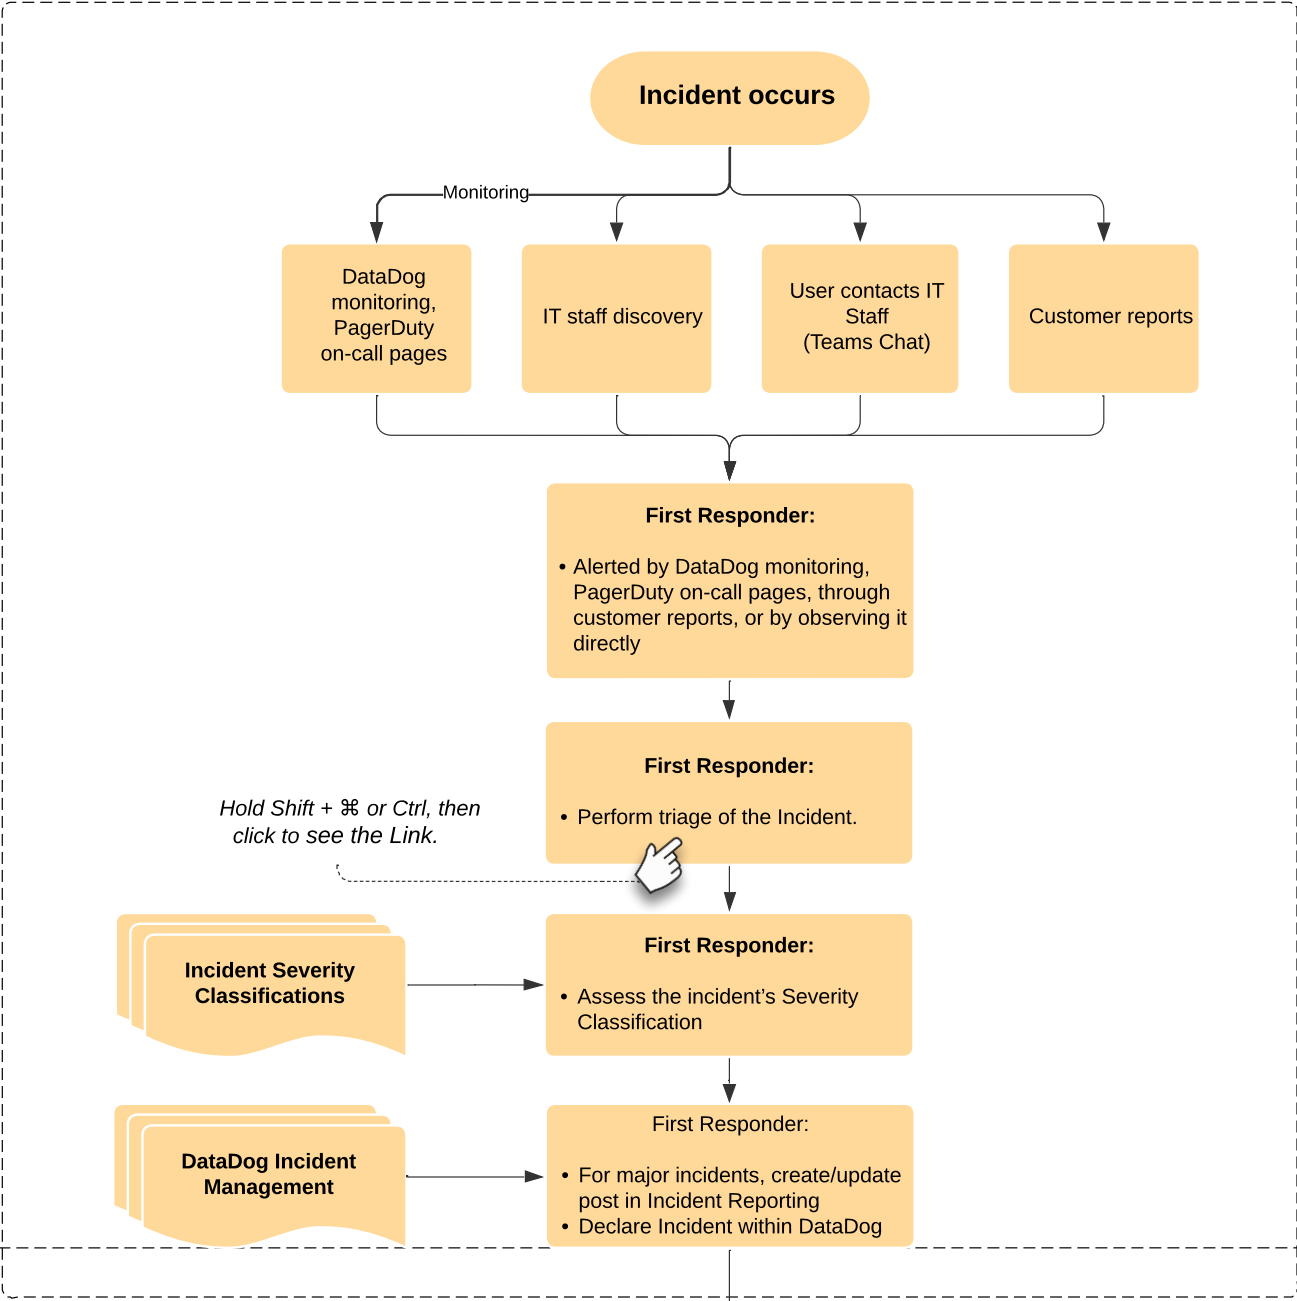 Incident occurs
Monitoring
DataDog
monitoring,
PagerDuty
on-call pages
IT staff discovery
User contacts IT
Staff
(Teams Chat)
Customer reports
First Responder:
• Alerted by DataDog monitoring,
PagerDuty on-call pages, through
customer reports, or by observing it
directly
First Responder:
• Perform triage of the Incident.
Hold Shift + ⌘ or Ctrl, then
click to see the Link.
Incident Severity
Classifications
First Responder:
• Assess the incident’s Severity
Classification
DataDog Incident
Management
First Responder:
• For major incidents, create/update
post in Incident Reporting
• Declare Incident within DataDog